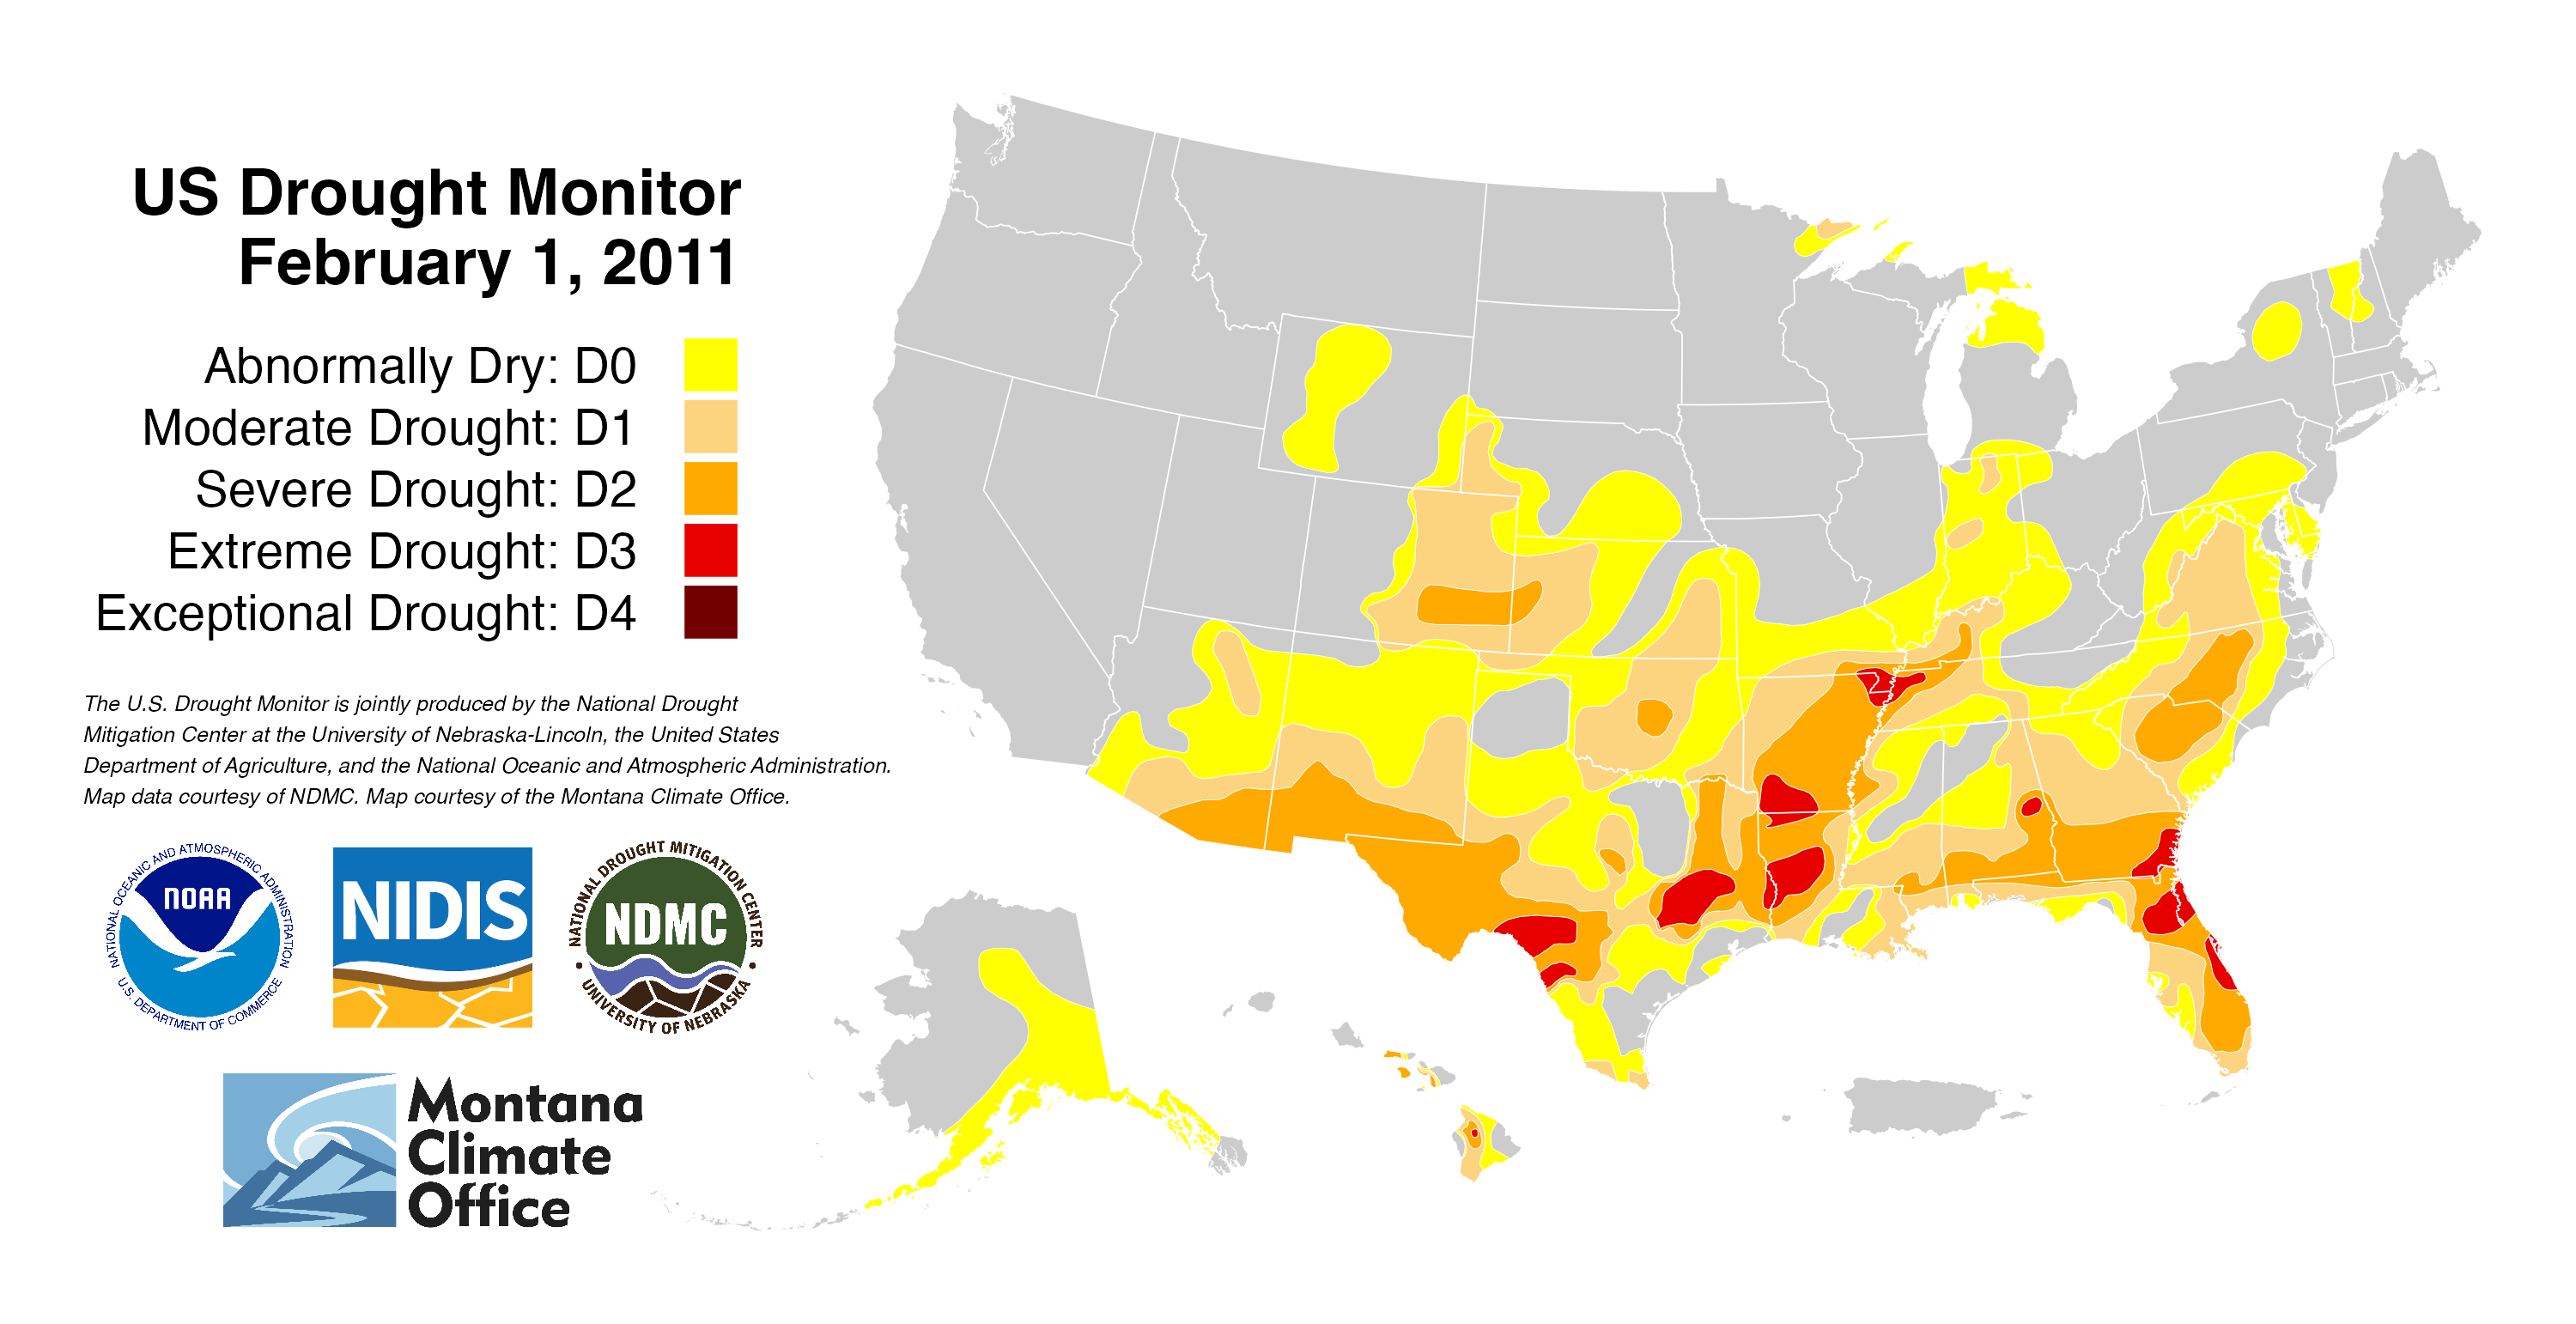 US Drought Monitor
February 1, 2011
Abnormally Dry: D0
Moderate Drought: D1
Severe Drought: D2
Extreme Drought: D3
Exceptional Drought: D4
The U.S. Drought Monitor is jointly produced by the National Drought
Mitigation Center at the University of Nebraska-Lincoln, the United States
Department of Agriculture, and the National Oceanic and Atmospheric Administration.
Map data courtesy of NDMC. Map courtesy of the Montana Climate Office.
NATIONAL OCEANIC AND ATMOSPHERIC ADMINISTRATION
NOAA
U.S. DEPARTMENT OF COMMERCE
NIDIS
NATIONAL DROUGHT MITIGATION CENTER
NDMC
UNIVERSITY OF NEBRASKA
Montana
Climate
Office